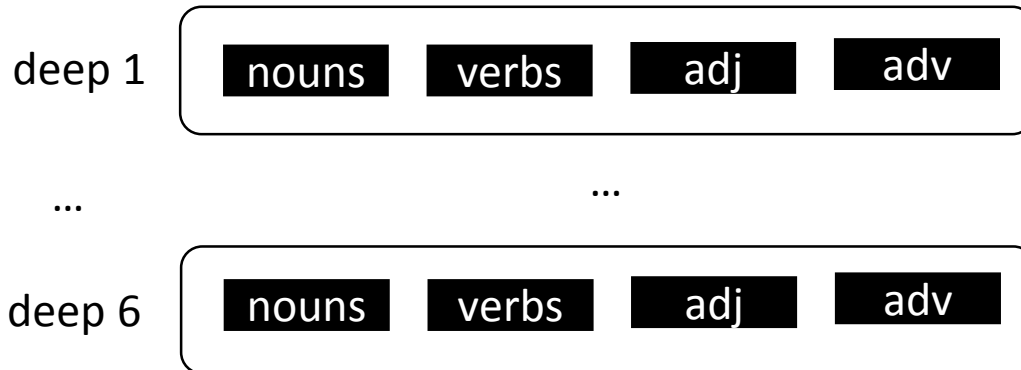 deep 1 nouns verbs adj adv
... ...
deep 6 nouns verbs adj adv